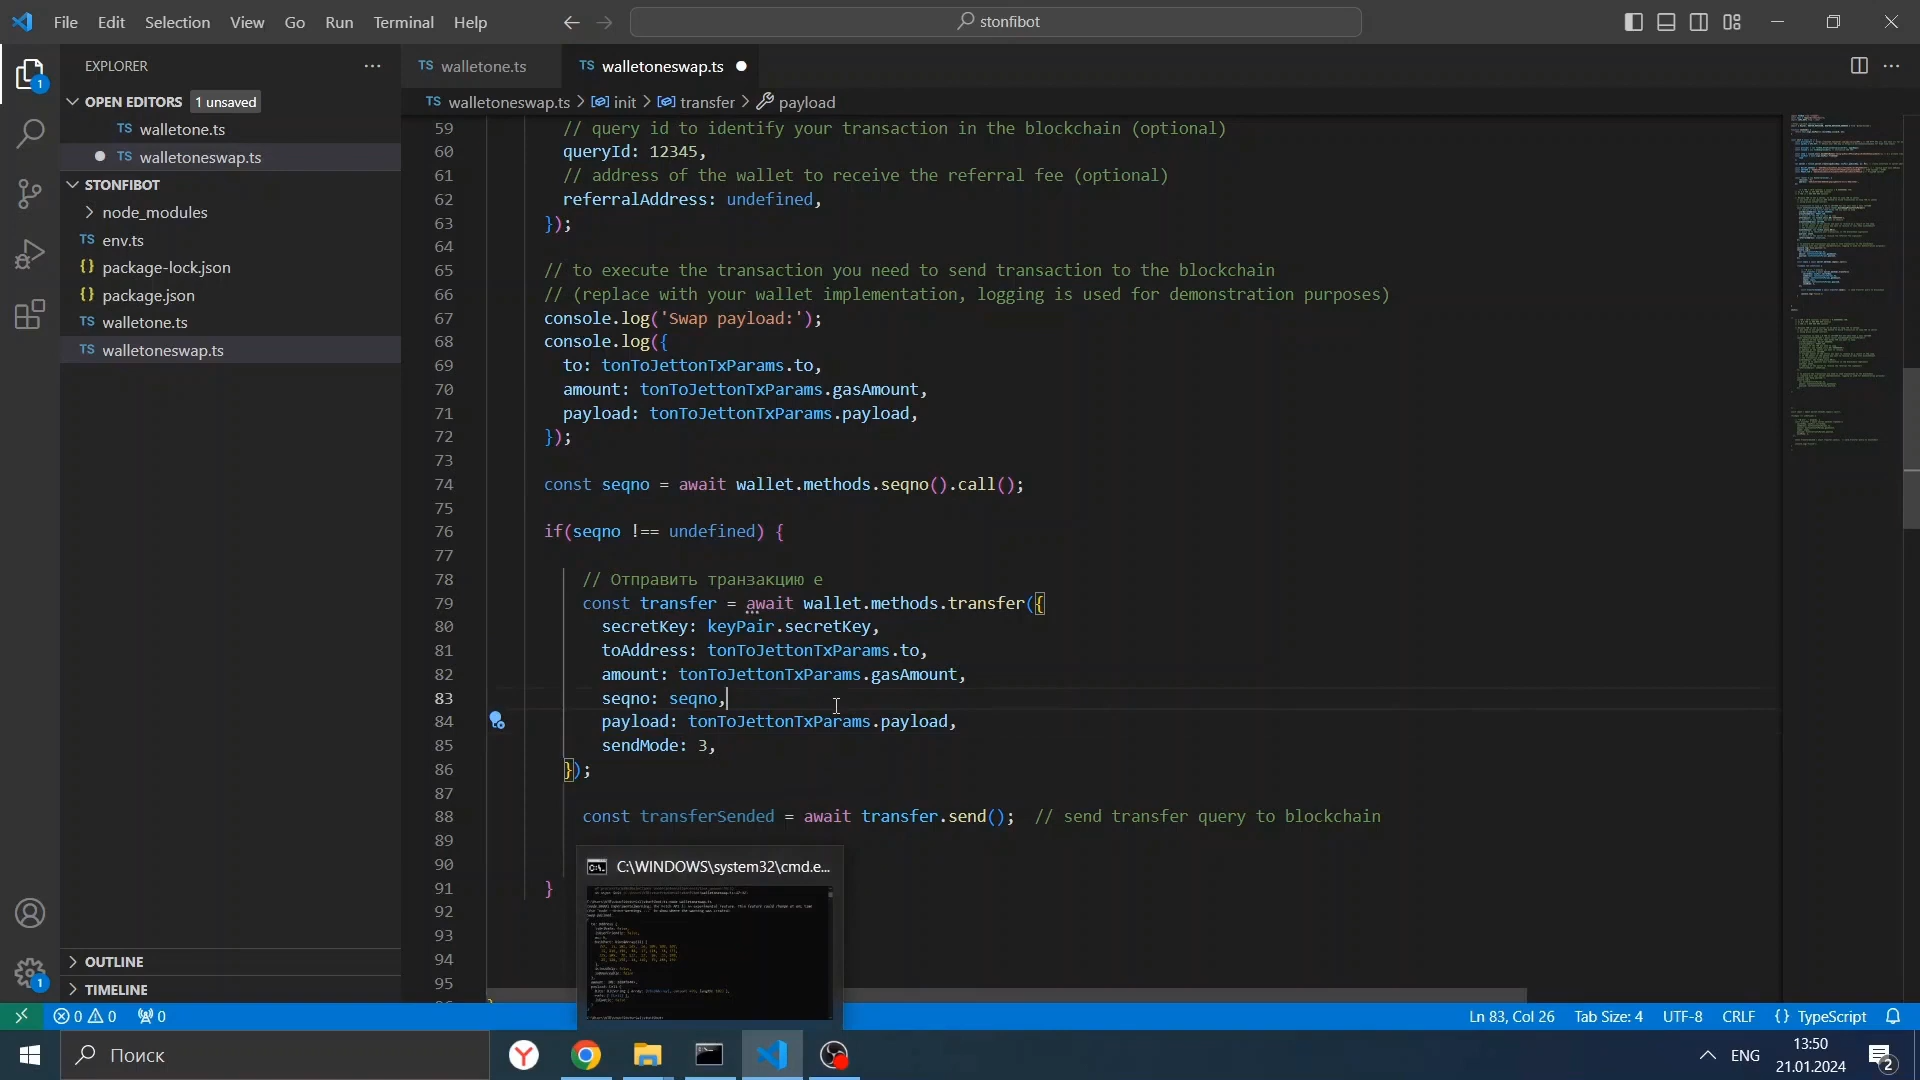 File Edit Selection View Go Run Terminal Help
stonfibot
EXPLORER
OPEN EDITORS 1 unsaved
TS walletone.ts
TS walletoneswap.ts
STONFIBOT
node_modules
TS env.ts
{} package-lock.json
{} package.json
TS walletone.ts
TS walletoneswap.ts
OUTLINE
TIMELINE
TS walletone.ts
TS walletoneswap.ts
TS walletoneswap.ts > init > transfer > payload
59 // query id to identify your transaction in the blockchain (optional)
60 queryId: 12345,
61 // address of the wallet to receive the referral fee (optional)
62 referralAddress: undefined,
63 });
64
65 // to execute the transaction you need to send transaction to the blockchain
66 // (replace with your wallet implementation, logging is used for demonstration purposes)
67 console.log('Swap payload:');
68 console.log({
69 to: tonToJettonTxParams.to,
70 amount: tonToJettonTxParams.gasAmount,
71 payload: tonToJettonTxParams.payload,
72 });
73
74 const seqno = await wallet.methods.seqno().call();
75
76 if(seqno !== undefined) {
77
78 // Отправить транзакцию е
79 const transfer = await wallet.methods.transfer({
80 secretKey: keyPair.secretKey,
81 toAddress: tonToJettonTxParams.to,
82 amount: tonToJettonTxParams.gasAmount,
83 seqno: seqno,
84 payload: tonToJettonTxParams.payload,
85 sendMode: 3,
86 });
87
88 const transferSended = await transfer.send(); // send transfer query to blockchain
89
90
91 }
92
93
94
95
C:\WINDOWS\system32\cmd.e...
0 0 0
Ln 83, Col 26 Tab Size: 4 UTF-8 CRLF {} TypeScript
Поиск
ENG
13:50
21.01.2024
2